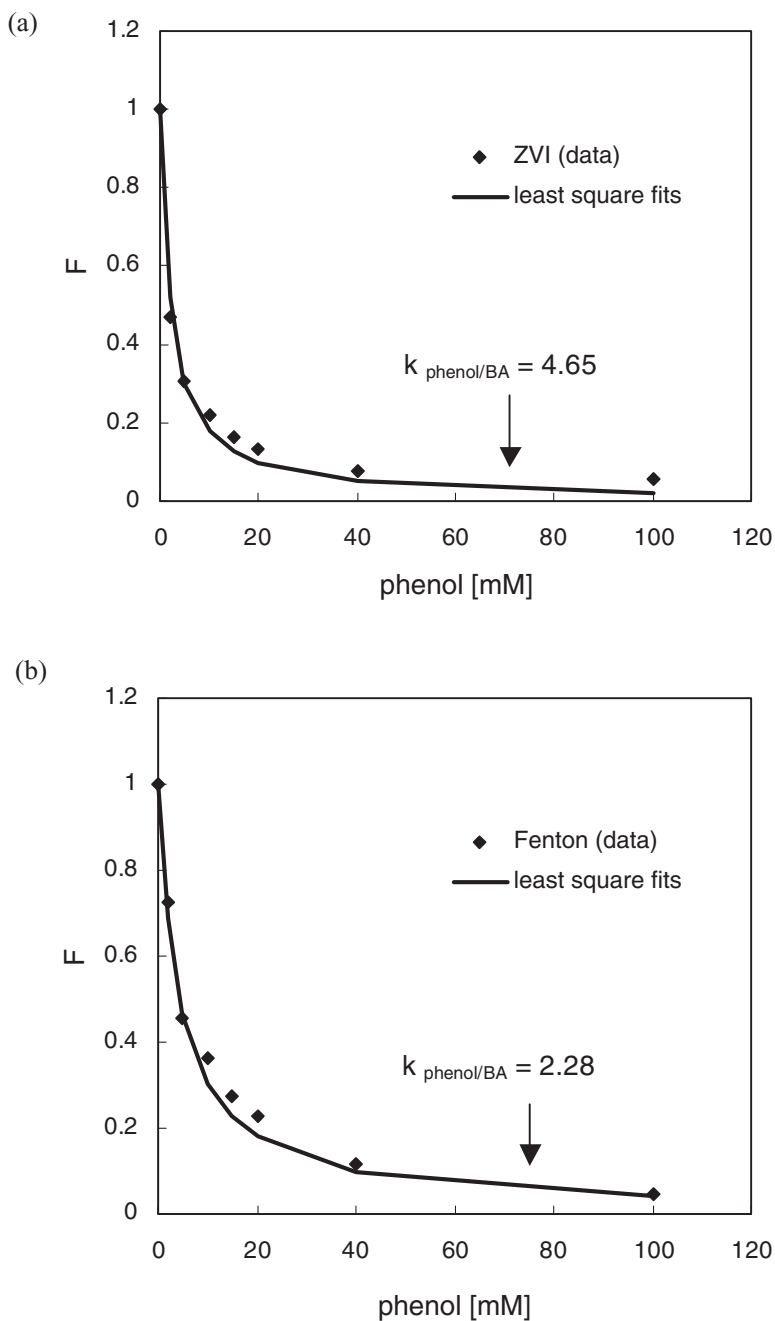 (a)
1.2
1
0.8
0.6
0.4
0.2
0
F
ZVI (data)
least square fits
k phenol/BA = 4.65
0 20 40 60 80 100 120
phenol [mM]
(b)
1.2
1
0.8
0.6
0.4
0.2
0
F
Fenton (data)
least square fits
k phenol/BA = 2.28
0 20 40 60 80 100 120
phenol [mM]